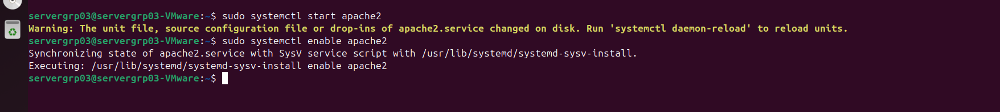 servergrp03@servergrp03-VMware:~$ sudo systemctl start apache2
Warning: The unit file, source configuration file or drop-ins of apache2.service changed on disk. Run 'systemctl daemon-reload' to reload units.
servergrp03@servergrp03-VMware:~$ sudo systemctl enable apache2
Synchronizing state of apache2.service with SysV service script with /usr/lib/systemd/systemd-sysv-install.
Executing: /usr/lib/systemd/systemd-sysv-install enable apache2
servergrp03@servergrp03-VMware:~$